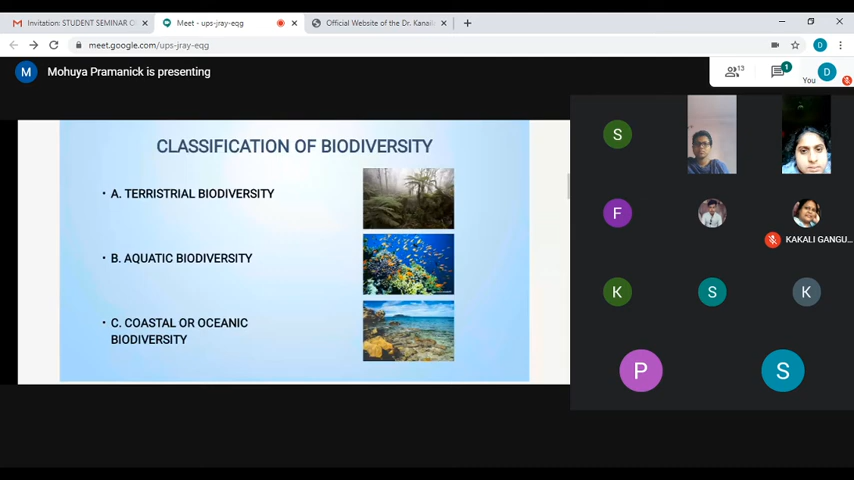 Invitation: STUDENT SEMINAR O
Meet - ups-jray-eqg
Official Website of the Dr. Kanail
meet.google.com/ups-jray-eqg
D
M
Mohuya Pramanick is presenting
13
1
You
D
CLASSIFICATION OF BIODIVERSITY
• A. TERRISTRIAL BIODIVERSITY
• B. AQUATIC BIODIVERSITY
• C. COASTAL OR OCEANIC
BIODIVERSITY
S
F
KAKALI GANGU...
K
S
K
P
S